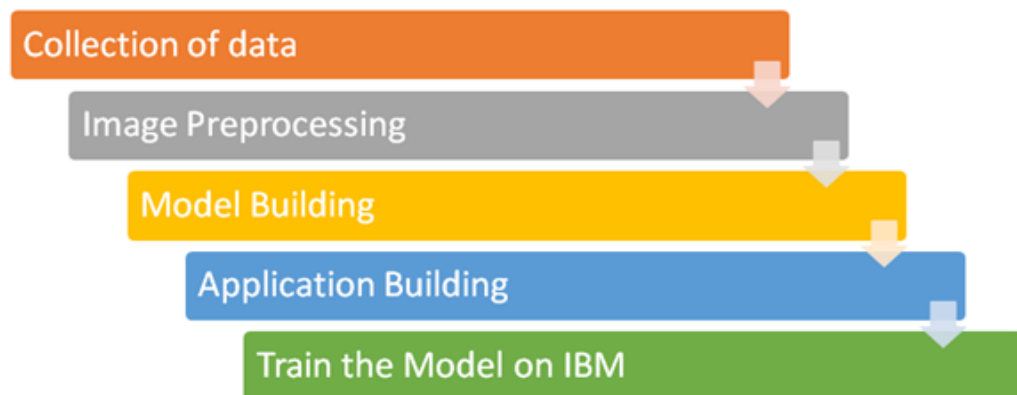 Collection of data
Image Preprocessing
Model Building
Application Building
Train the Model on IBM